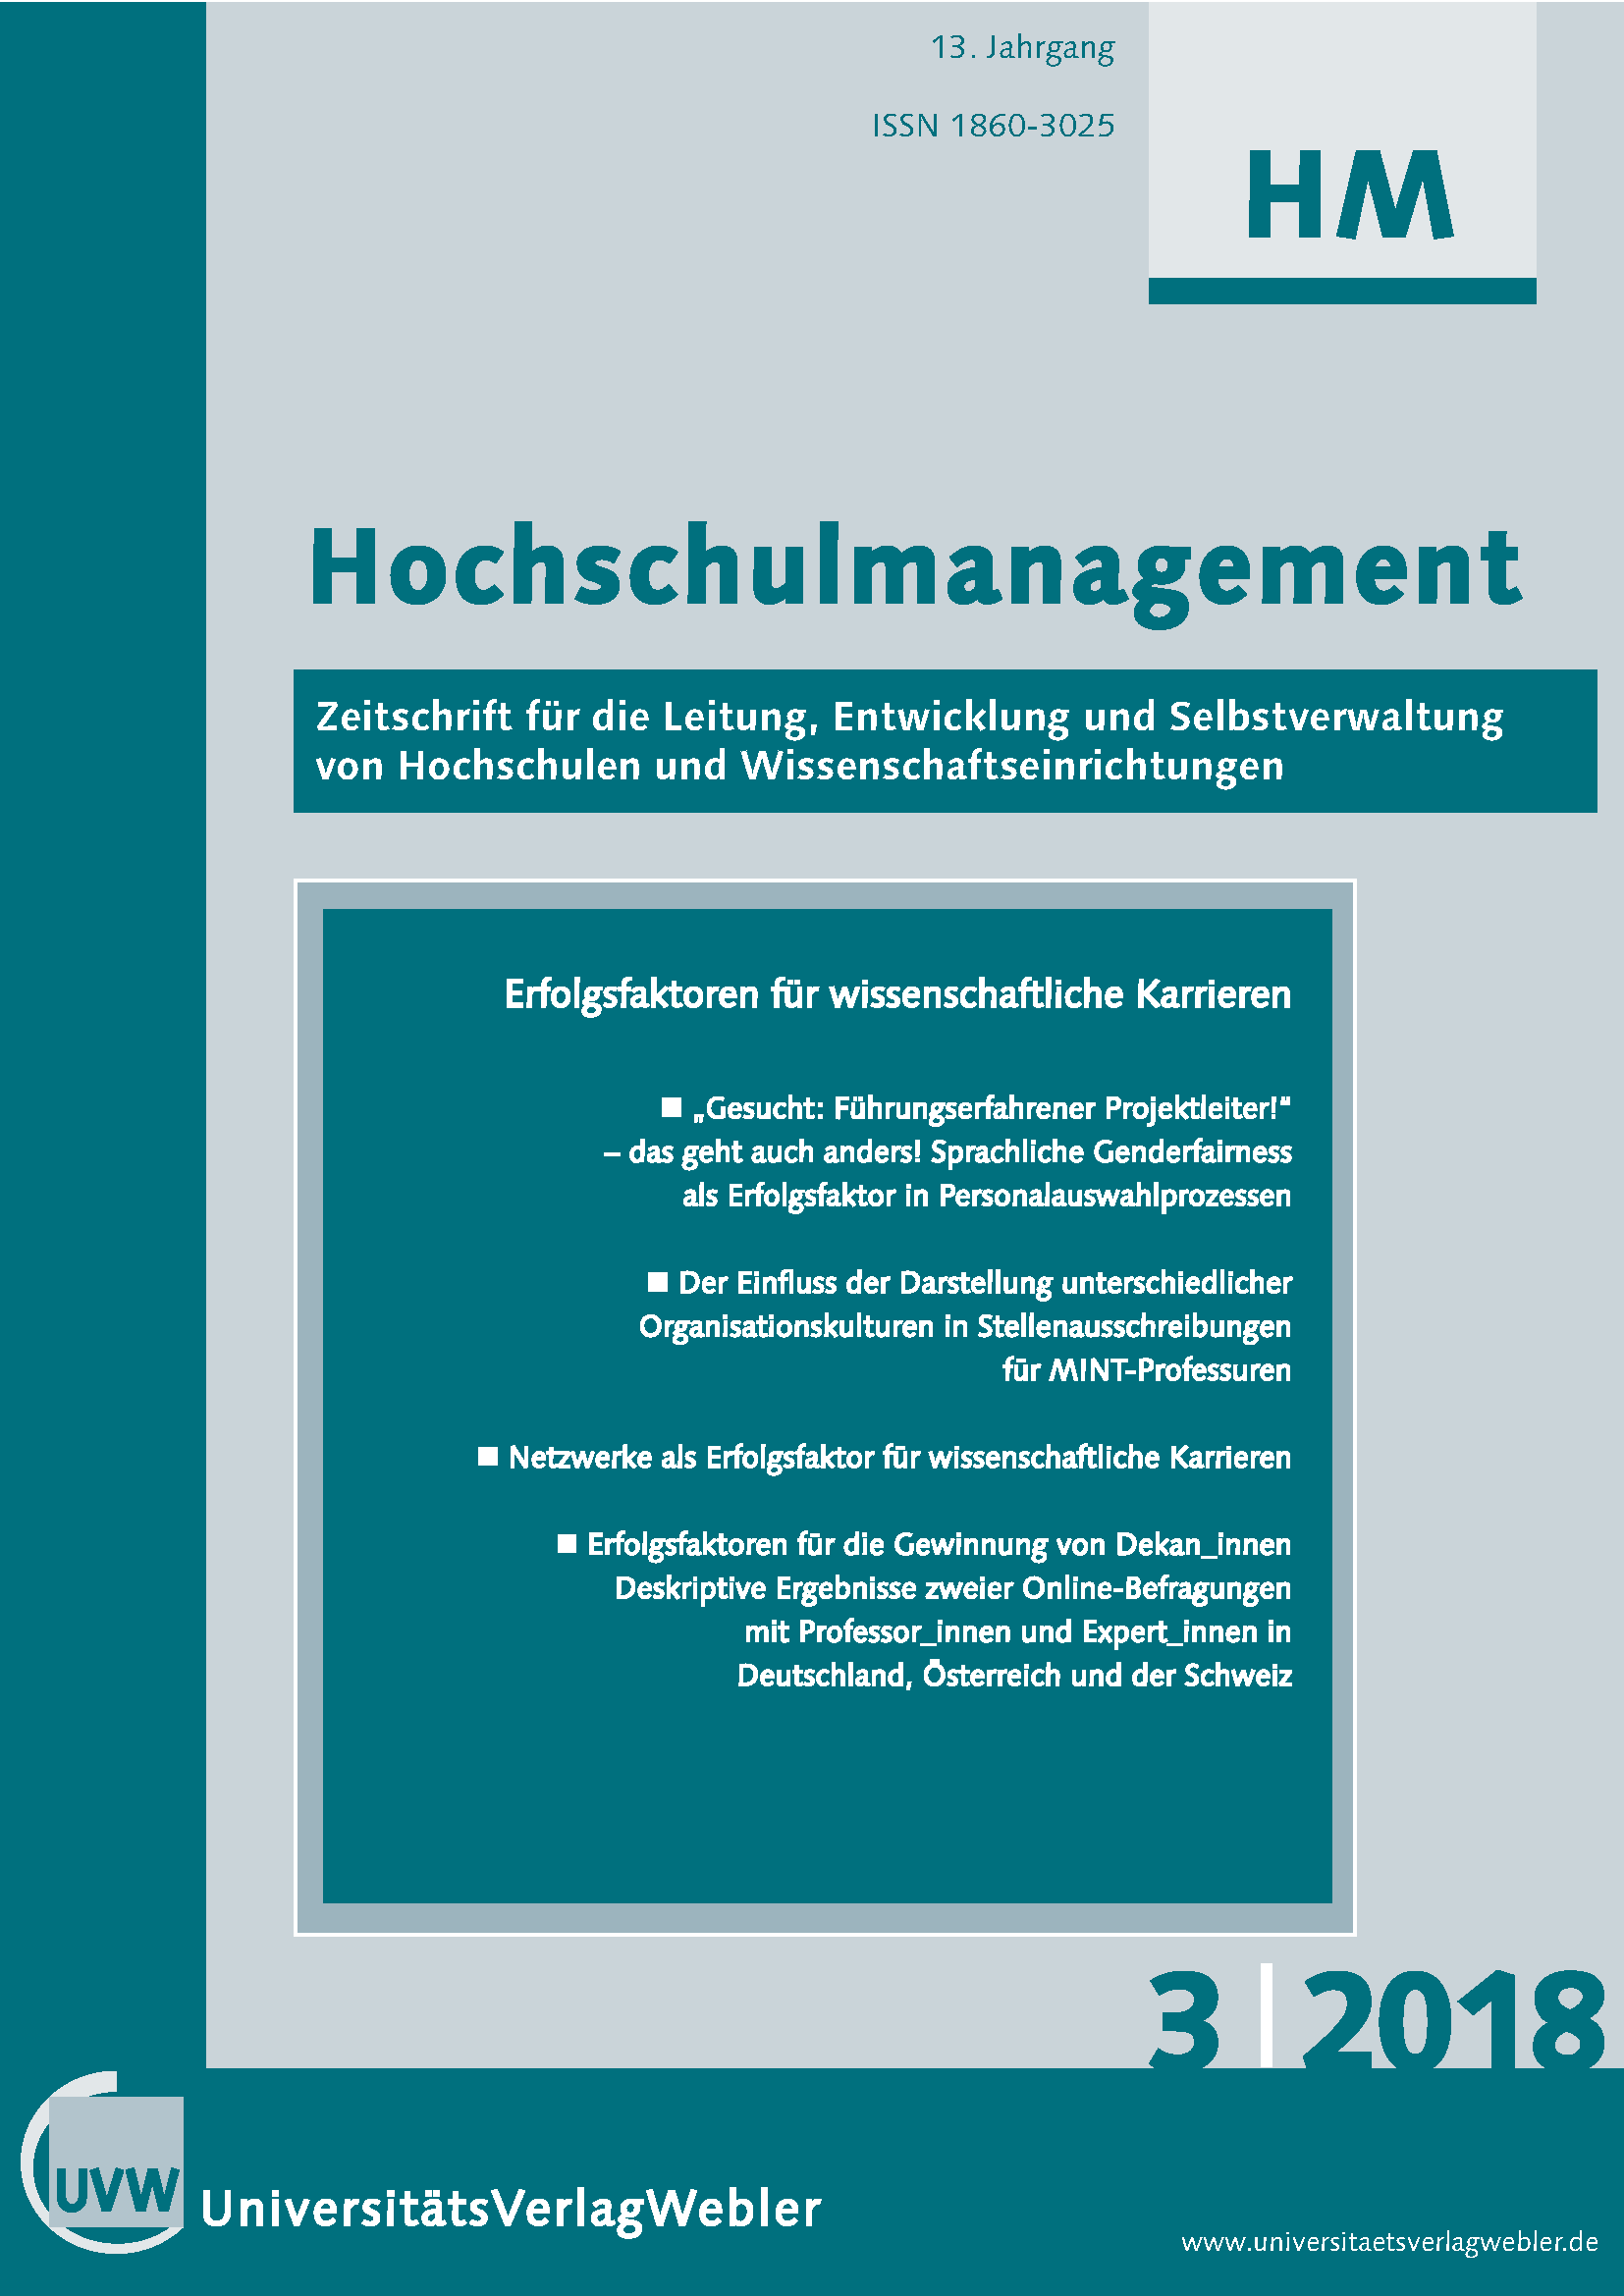 13. Jahrgang
ISSN 1860-3025
HM
Hochschulmanagement
Zeitschrift für die Leitung, Entwicklung und Selbstverwaltung
von Hochschulen und Wissenschaftseinrichtungen
Erfolgsfaktoren für wissenschaftliche Karrieren
■ „Gesucht: Führungserfahrener Projektleiter!“
– das geht auch anders! Sprachliche Genderfairness
als Erfolgsfaktor in Personalauswahlprozessen
■ Der Einfluss der Darstellung unterschiedlicher
Organisationskulturen in Stellenausschreibungen
für MINT-Professuren
■ Netzwerke als Erfolgsfaktor für wissenschaftliche Karrieren
■ Erfolgsfaktoren für die Gewinnung von Dekan_innen
Deskriptive Ergebnisse zweier Online-Befragungen
mit Professor_innen und Expert_innen in
Deutschland, Österreich und der Schweiz
3 | 2018
UVW
UniversitätsVerlagWebler
www.universitaetsverlagwebler.de